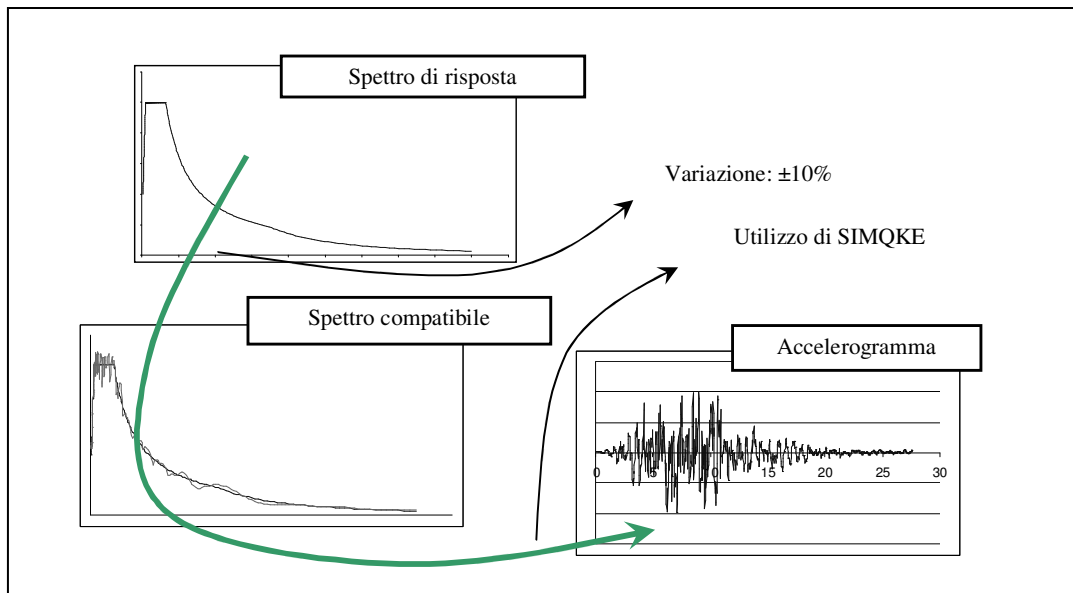 Spettro di risposta
Variazione: ±10%
Utilizzo di SIMQKE
Spettro compatibile
Accelerogramma
0 5 10 15 20 25 30